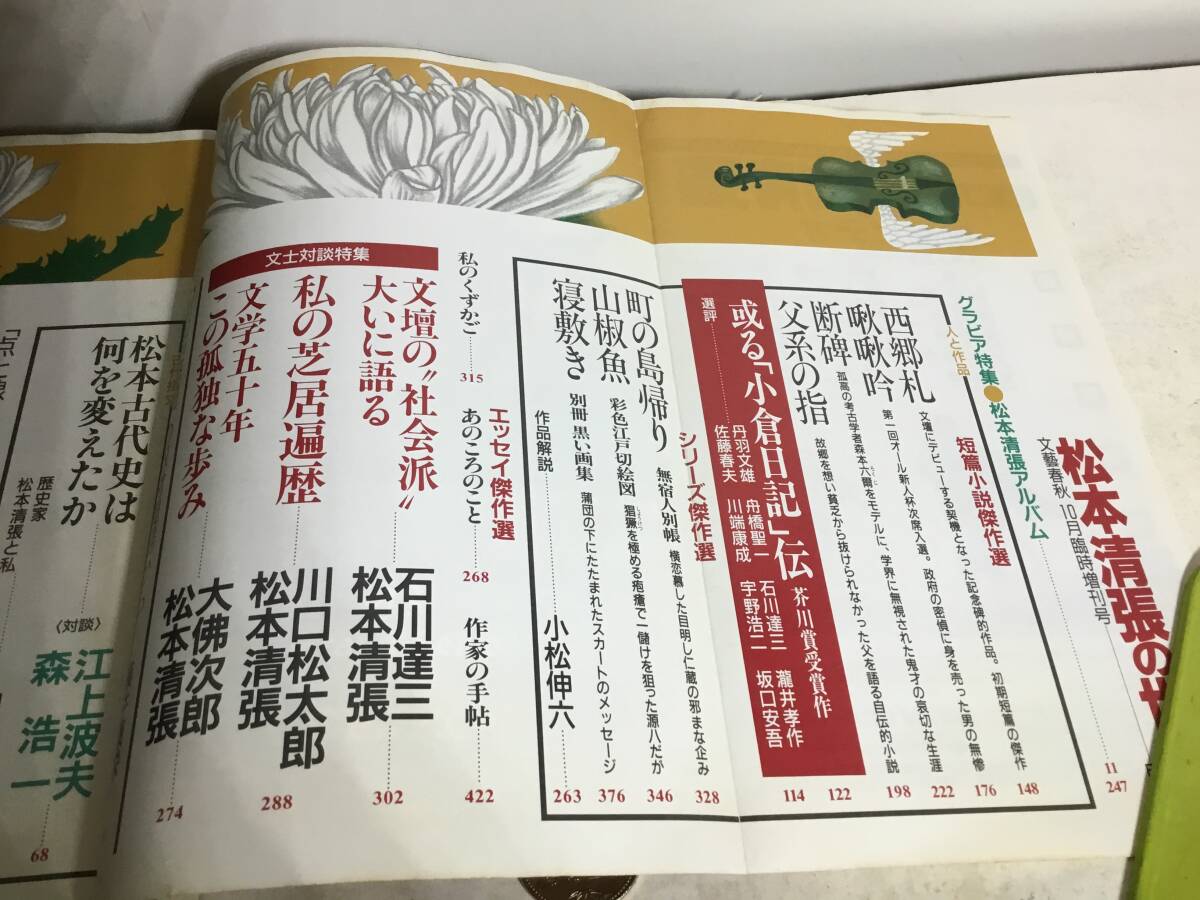 松本清張の
文藝春秋 10月臨時増刊号
グラビア特集●松本清張アルバム
11
人と作品
247
短篇小説傑作選
西郷札
文壇にデビューする契機となった記念碑的作品。初期短篇の傑作
148
啾啾吟
第一回オール新人杯次席入選。政府の密偵に身を売った男の無惨
176
断碑
孤高の考古学者森本六爾をモデルに、学界に無視された鬼才の哀切な生涯
222
父系の指
故郷を想い貧乏から抜けられなかった父を語る自伝的小説
198
或る「小倉日記」伝
芥川賞受賞作
122
選評
丹羽文雄 舟橋聖一 石川達三 瀧井孝作
佐藤春夫 川端康成 宇野浩二 坂口安吾
114
シリーズ傑作選
町の島帰り
無宿人別帳
横恋慕した目明し仁蔵の邪まな企み
328
山椒魚
彩色江戸切絵図
猖獗を極める疱瘡で一儲けを狙った源八だが
346
寝敷き
別冊 黒い画集
蒲団の下にたたまれたスカートのメッセージ
376
作品解説
小松伸六
263
エッセイ傑作選
私のくずかご
315
あのころのこと
268
作家の手帖
422
文士対談特集
文壇の〝社会派〟
大いに語る
石川達三
松本清張
302
私の芝居遍歴
川口松太郎
松本清張
288
文学五十年
この孤独な歩み
大佛次郎
松本清張
274
松本古代史は
何を変えたか
歴史家
松本清張と私
〈対談〉
江上波夫
森 浩一
68